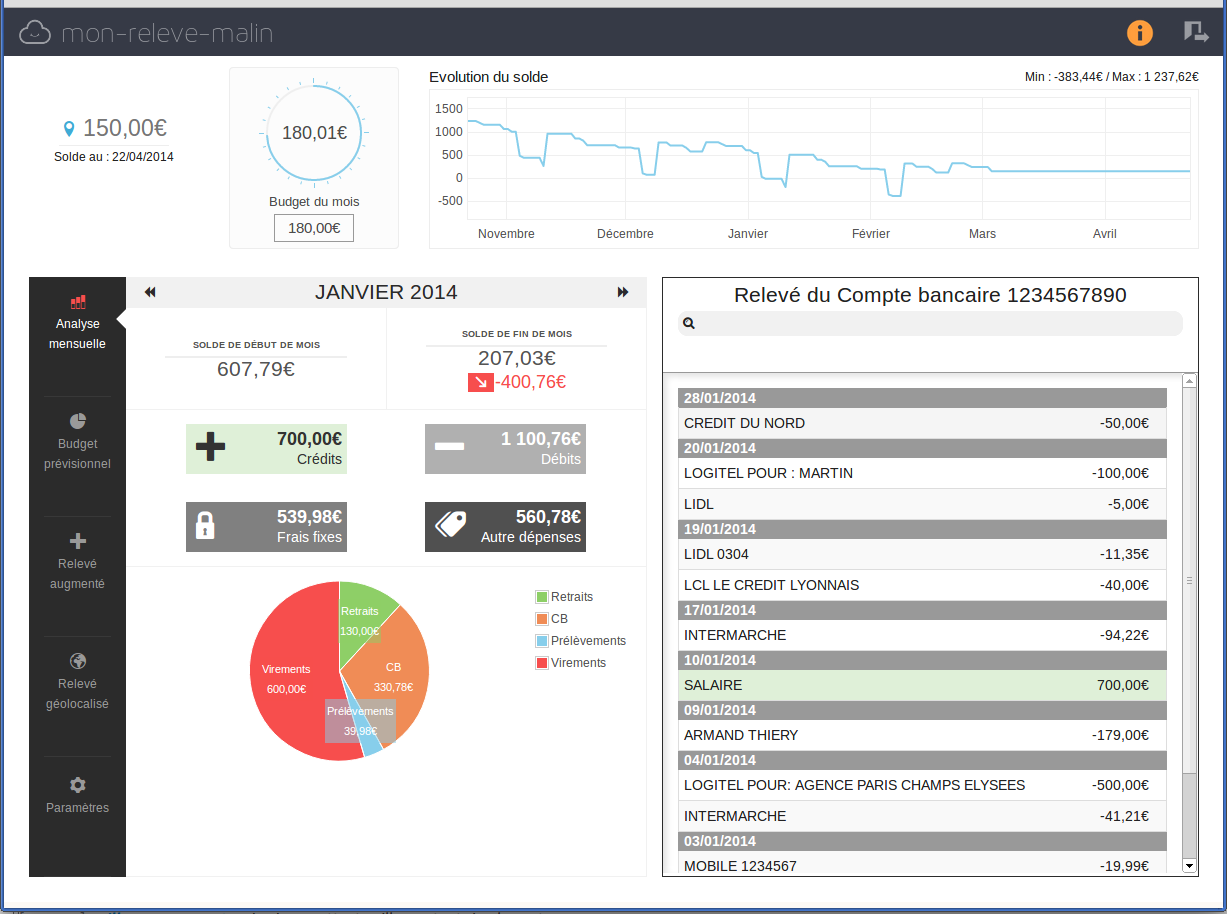 mon-releve-malin
150,00€
Solde au : 22/04/2014
180,01€
Budget du mois
180,00€
Evolution du solde
Min : -383,44€ / Max : 1 237,62€
1500
1000
500
0
-500
Novembre
Décembre
Janvier
Février
Mars
Avril
Analyse
mensuelle
Budget
prévisionnel
Relevé
augmenté
Relevé
géolocalisé
Paramètres
JANVIER 2014
SOLDE DE DÉBUT DE MOIS
607,79€
SOLDE DE FIN DE MOIS
207,03€
-400,76€
700,00€
Crédits
1 100,76€
Débits
539,98€
Frais fixes
560,78€
Autre dépenses
Retraits
130,00€
CB
330,78€
Prélèvements
39,98€
Virements
600,00€
Retraits
CB
Prélèvements
Virements
Relevé du Compte bancaire 1234567890
28/01/2014
CREDIT DU NORD -50,00€
20/01/2014
LOGITEL POUR : MARTIN -100,00€
LIDL -5,00€
19/01/2014
LIDL 0304 -11,35€
LCL LE CREDIT LYONNAIS -40,00€
17/01/2014
INTERMARCHE -94,22€
10/01/2014
SALAIRE 700,00€
09/01/2014
ARMAND THIERY -179,00€
04/01/2014
LOGITEL POUR: AGENCE PARIS CHAMPS ELYSEES -500,00€
INTERMARCHE -41,21€
03/01/2014
MOBILE 1234567 -19,99€